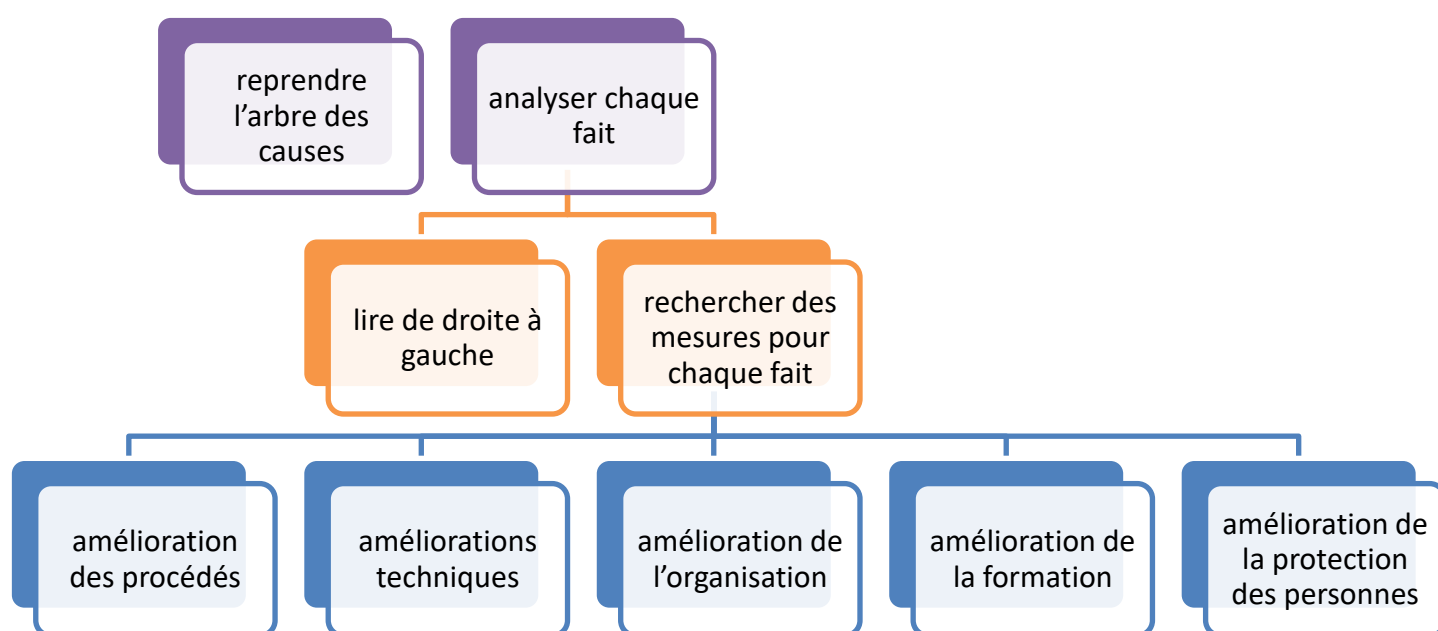 reprendre
l’arbre des
causes
analyser chaque
fait
lire de droite à
gauche
rechercher des
mesures pour
chaque fait
amélioration
des procédés
améliorations
techniques
amélioration de
l’organisation
amélioration de
la formation
amélioration de
la protection
des personnes